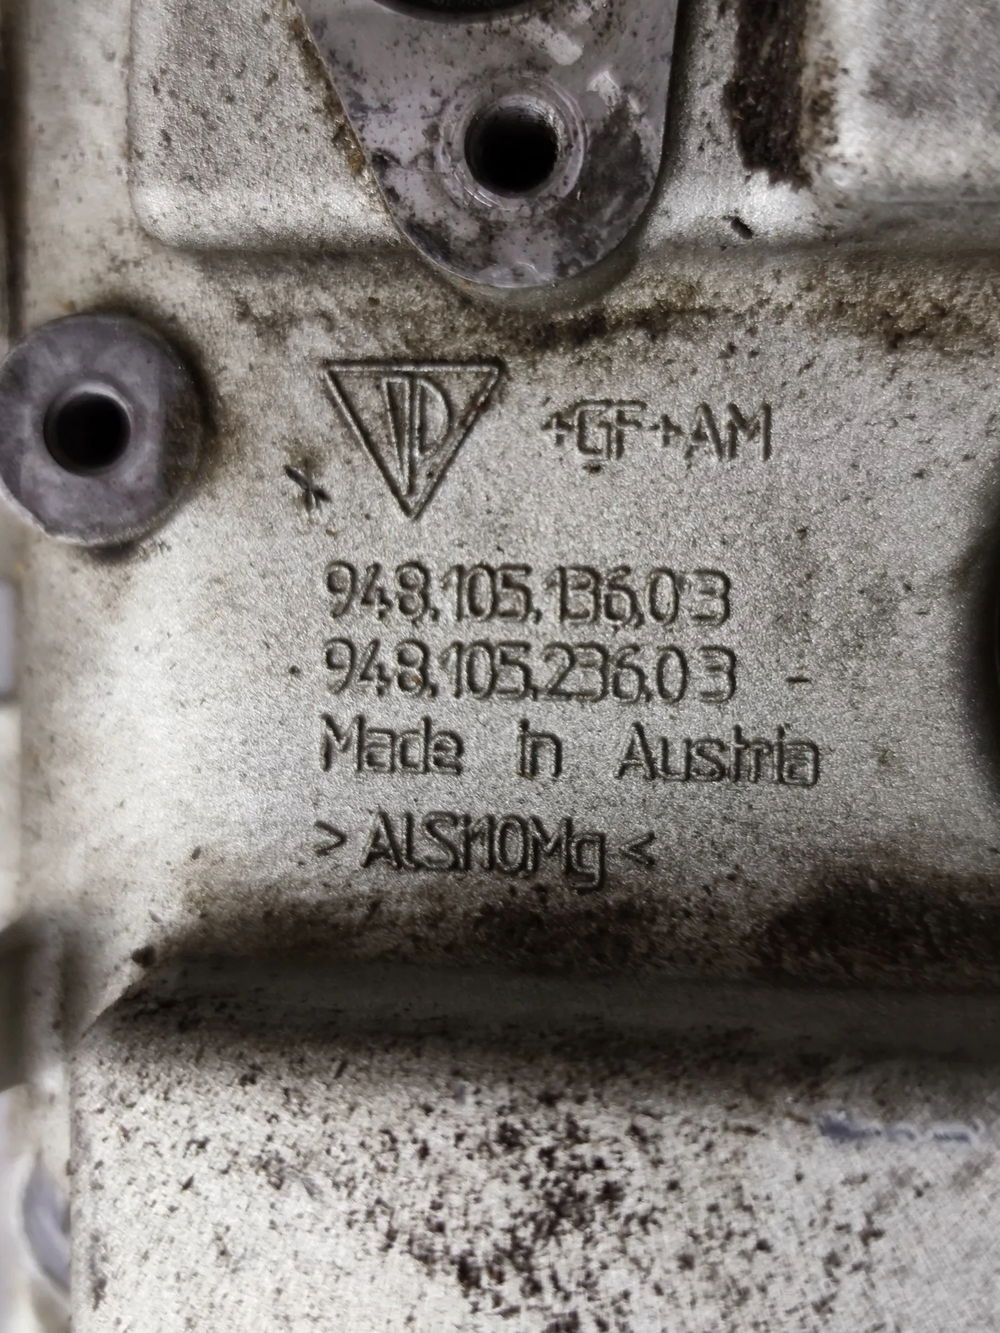 +GF+AM
948.105.136.03
948.105.236.03
Made in Austria
>AlSi10Mg<